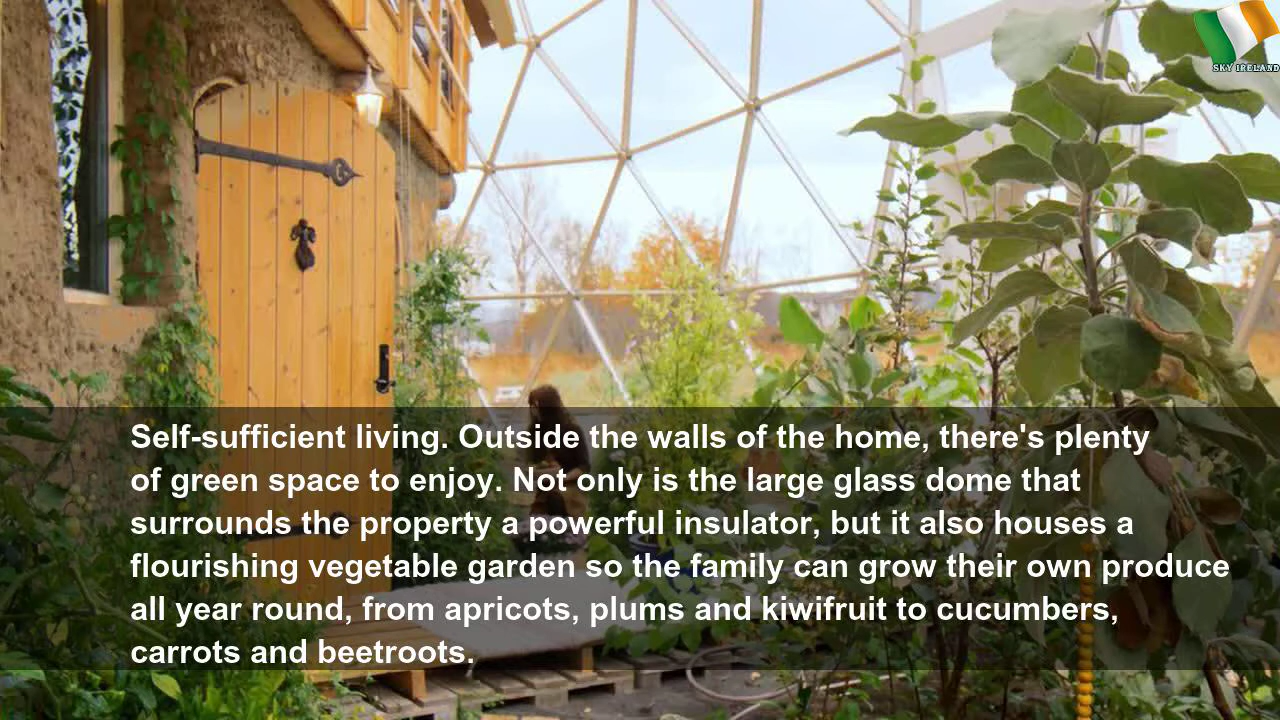 SKY IRELAND
Self-sufficient living. Outside the walls of the home, there's plenty
of green space to enjoy. Not only is the large glass dome that
surrounds the property a powerful insulator, but it also houses a
flourishing vegetable garden so the family can grow their own produce
all year round, from apricots, plums and kiwifruit to cucumbers,
carrots and beetroots.